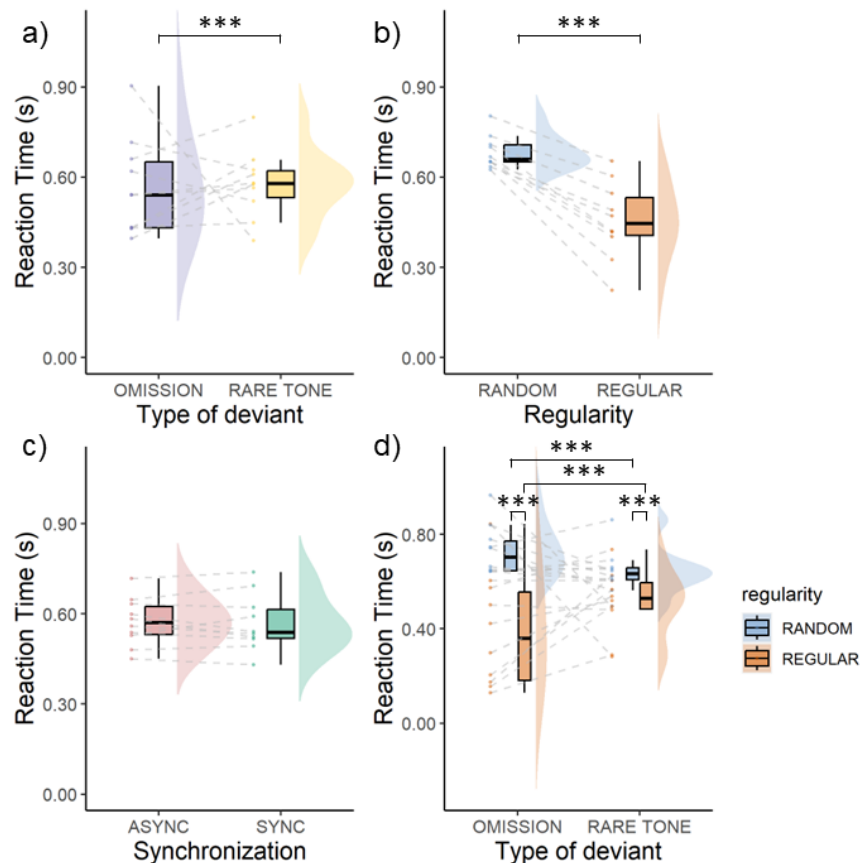 a)
***
Reaction Time (s)
0.90
0.60
0.30
0.00
OMISSION RARE TONE
Type of deviant
b)
***
Reaction Time (s)
0.90
0.60
0.30
0.00
RANDOM REGULAR
Regularity
c)
Reaction Time (s)
0.90
0.60
0.30
0.00
ASYNC SYNC
Synchronization
d)
***
***
*** ***
Reaction Time (s)
0.80
0.40
0.00
OMISSION RARE TONE
Type of deviant
regularity
RANDOM
REGULAR